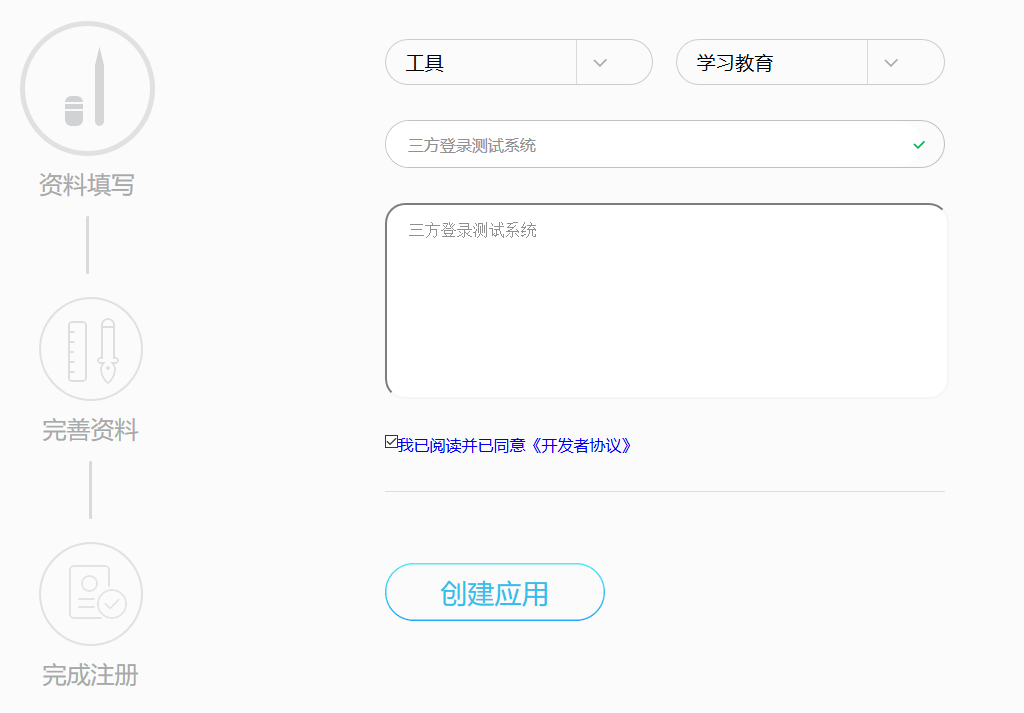 资料填写
完善资料
完成注册
工具
学习教育
三方登录测试系统
三方登录测试系统
我已阅读并已同意《开发者协议》
创建应用